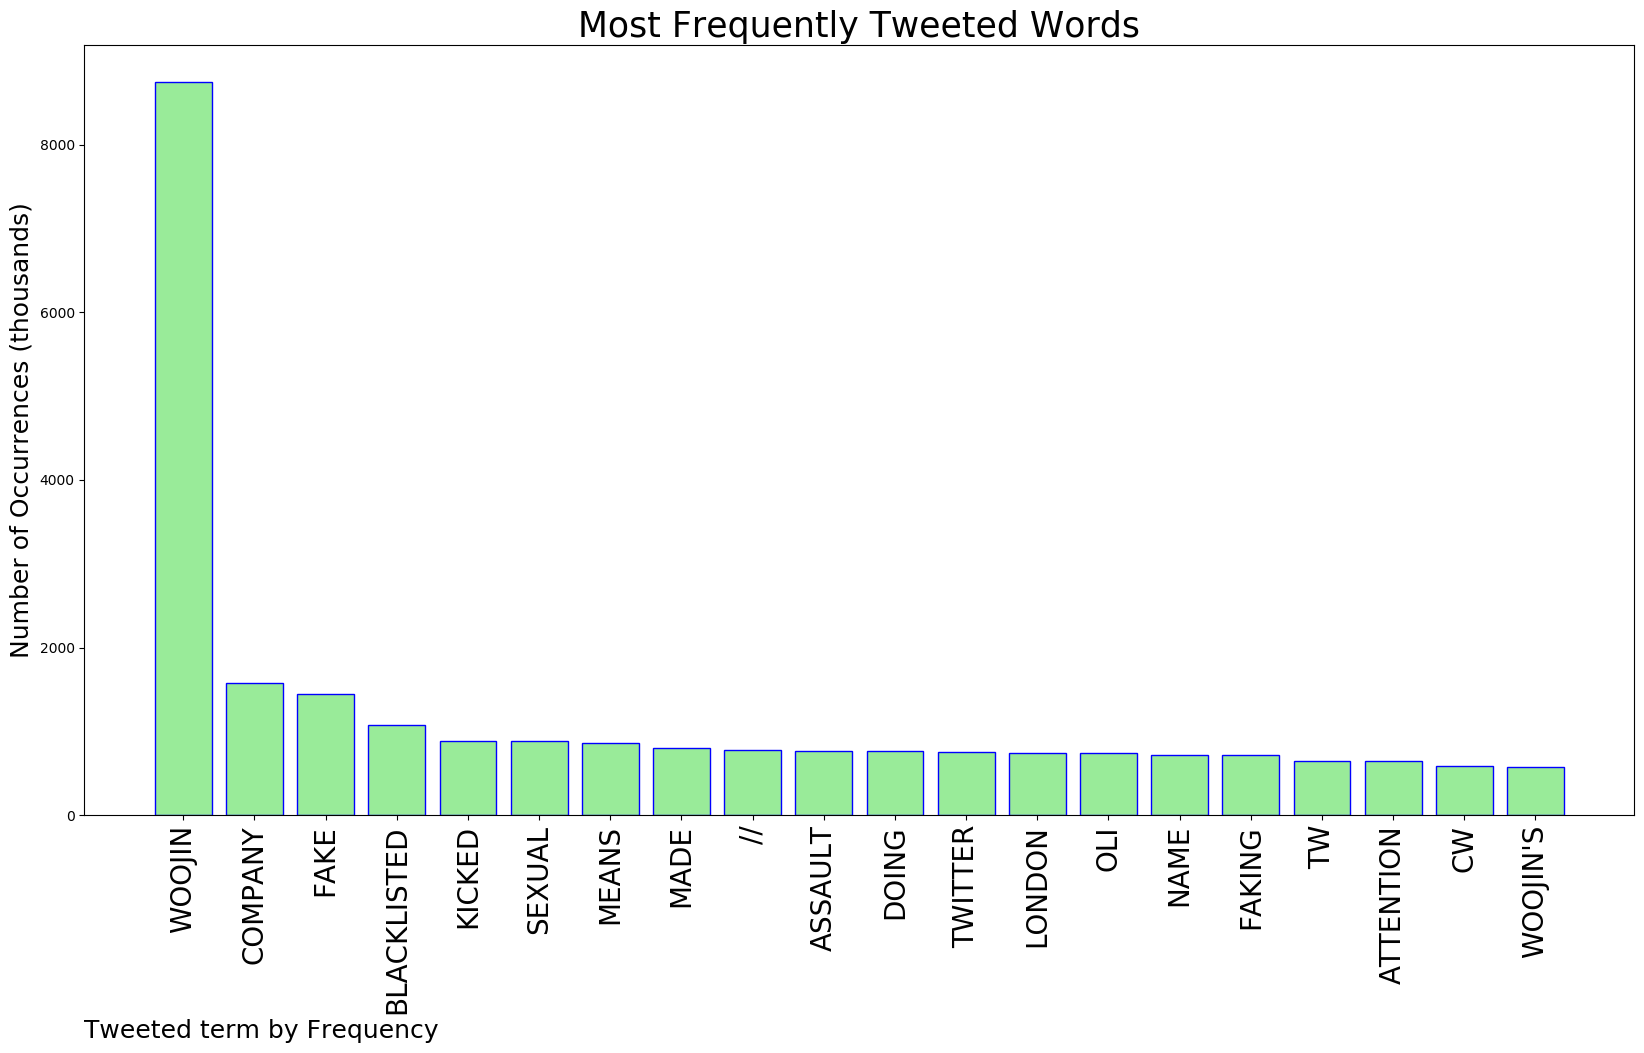 Most Frequently Tweeted Words
Number of Occurrences (thousands)
8000
6000
4000
2000
0
WOOJIN
COMPANY
FAKE
BLACKLISTED
KICKED
SEXUAL
MEANS
MADE
//
ASSAULT
DOING
TWITTER
LONDON
OLI
NAME
FAKING
TW
ATTENTION
CW
WOOJIN'S
Tweeted term by Frequency